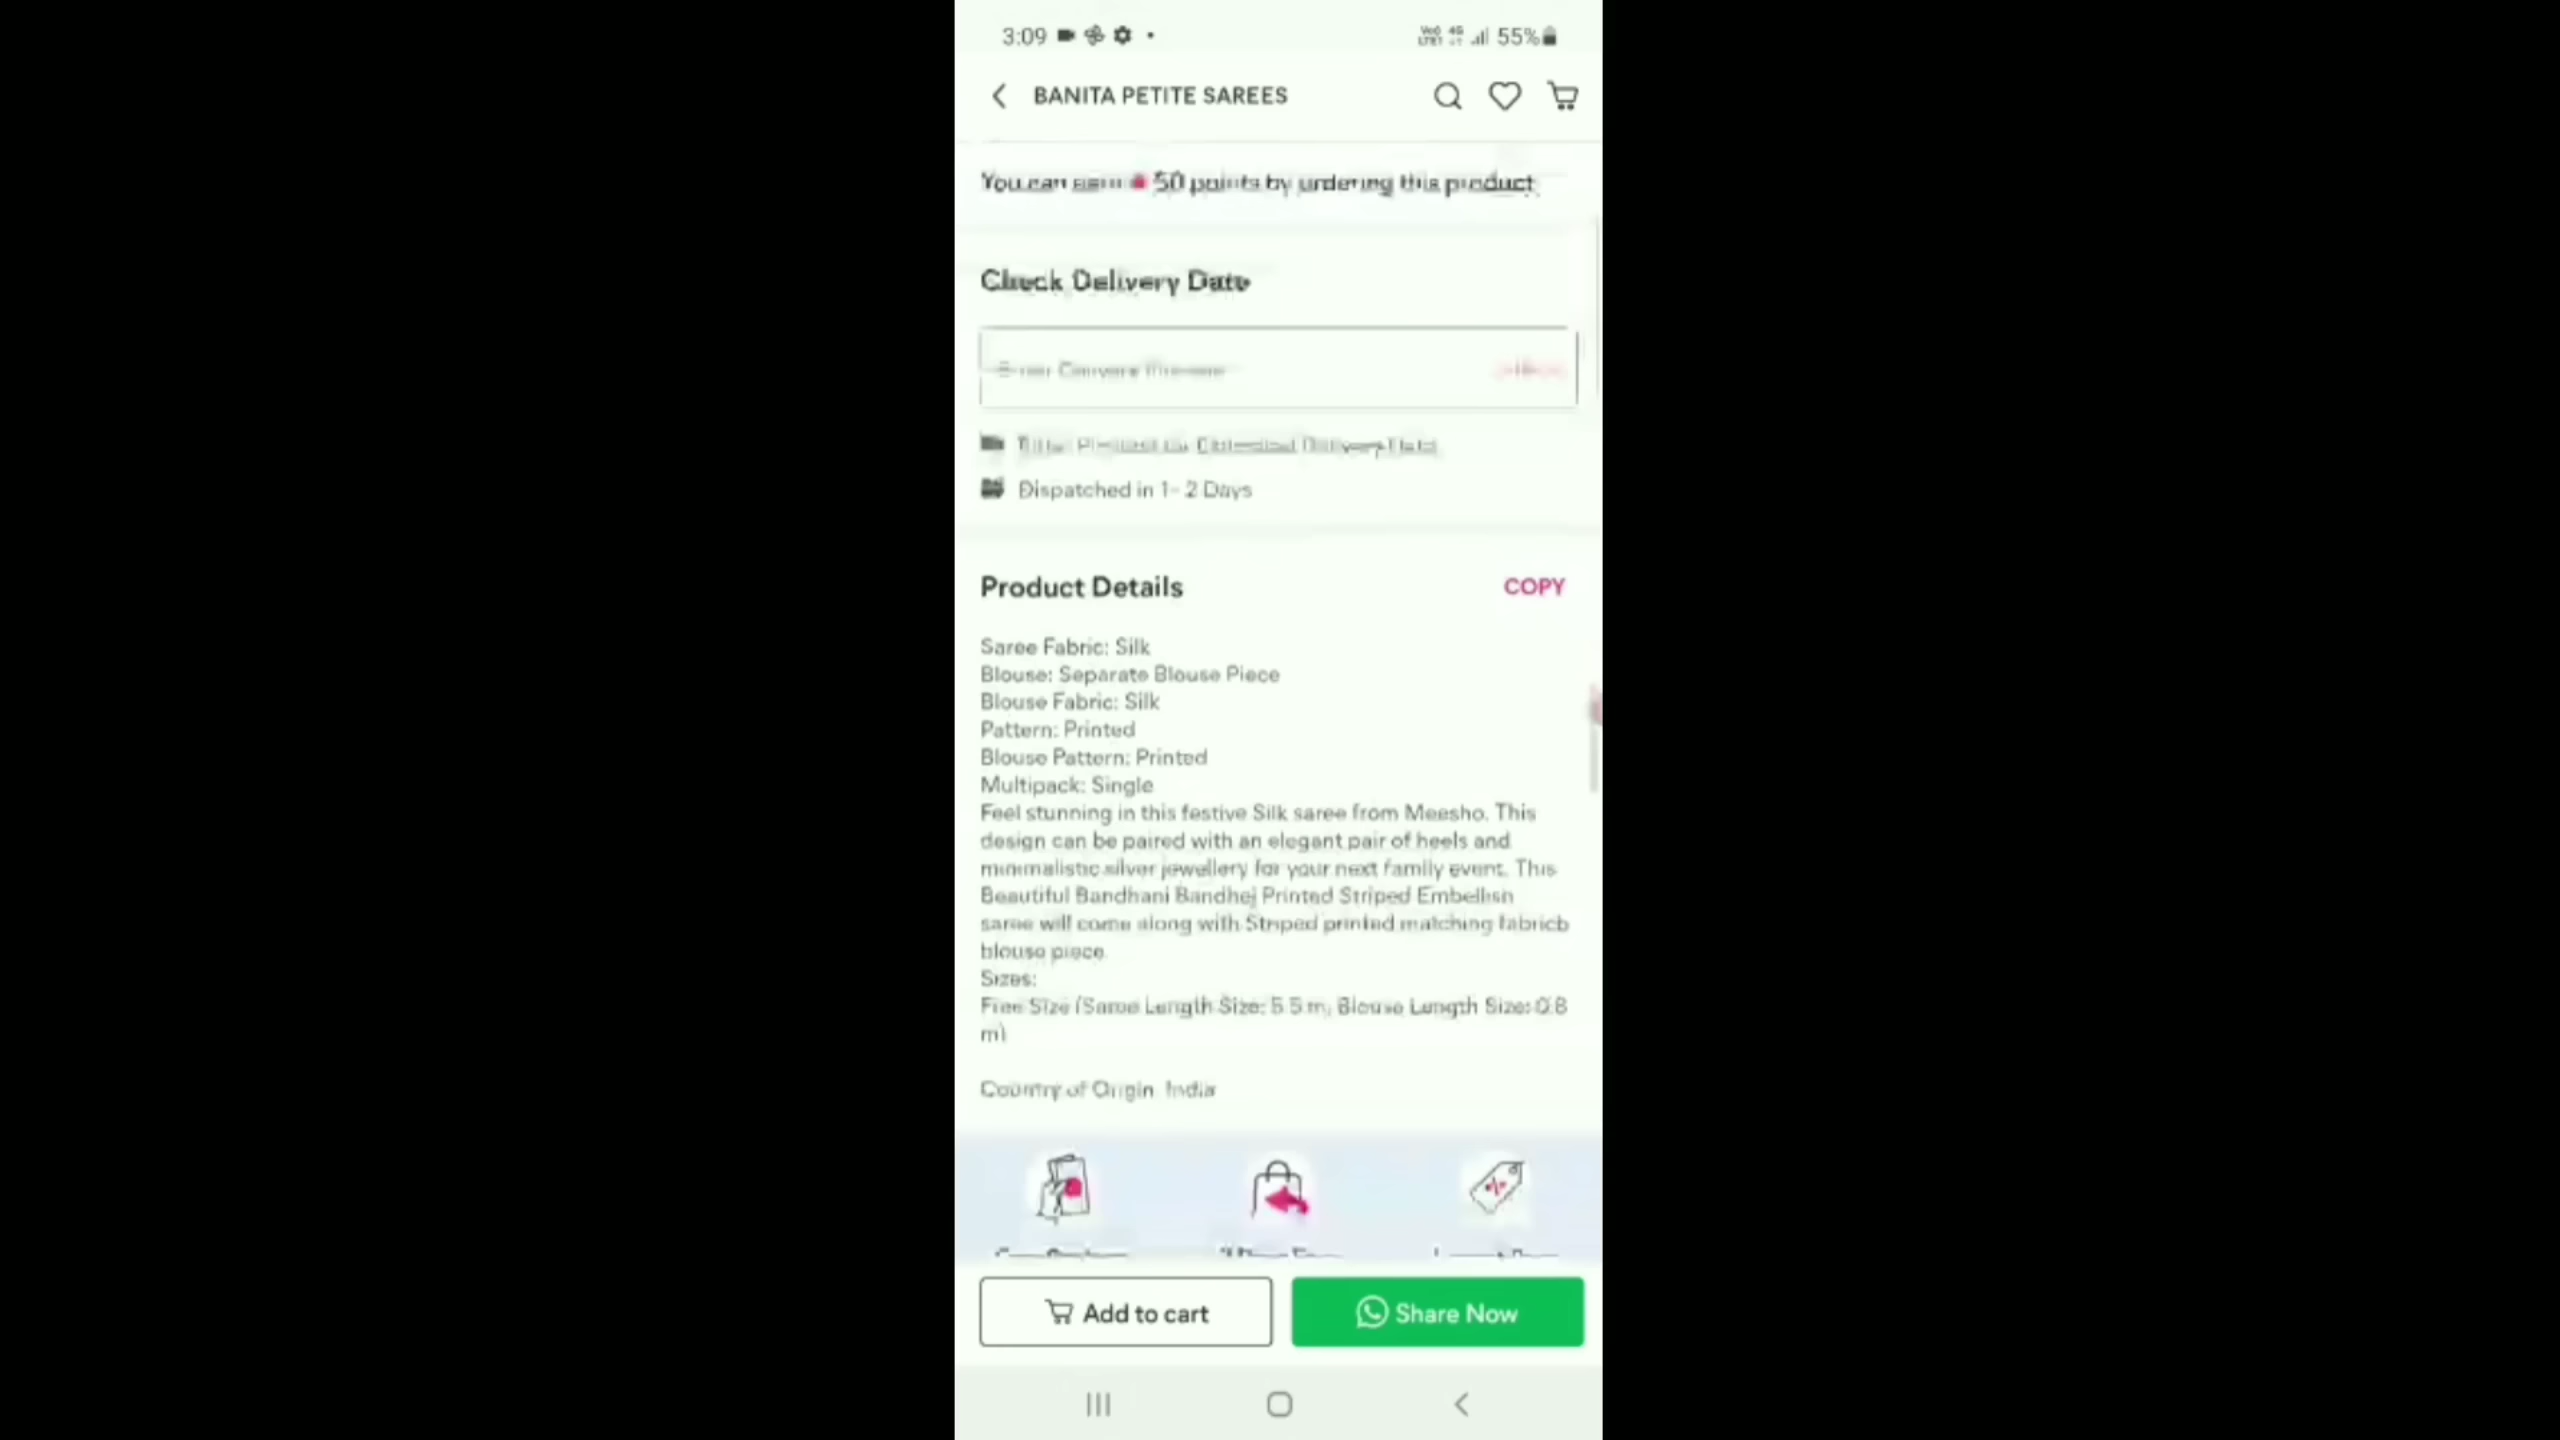 3:09
55%
BANITA PETITE SAREES
You can earn 50 points by ordering this product
Check Delivery Date
Dispatched in 1-2 Days
Product Details
COPY
Saree Fabric: Silk
Blouse: Separate Blouse Piece
Blouse Fabric: Silk
Pattern: Printed
Blouse Pattern: Printed
Multipack: Single
Feel stunning in this festive Silk saree from Meesho. This
design can be paired with an elegant pair of heels and
minimalistic silver jewellery for your next family event. This
Beautiful Bandhani Bandhej Printed Striped Embellish
saree will come along with Striped printed matching fabricb
blouse piece.
Sizes:
Free Size (Saree Length Size: 5.5 m, Blouse Length Size: 0.8
m)
Country of Origin: India
Add to cart
Share Now